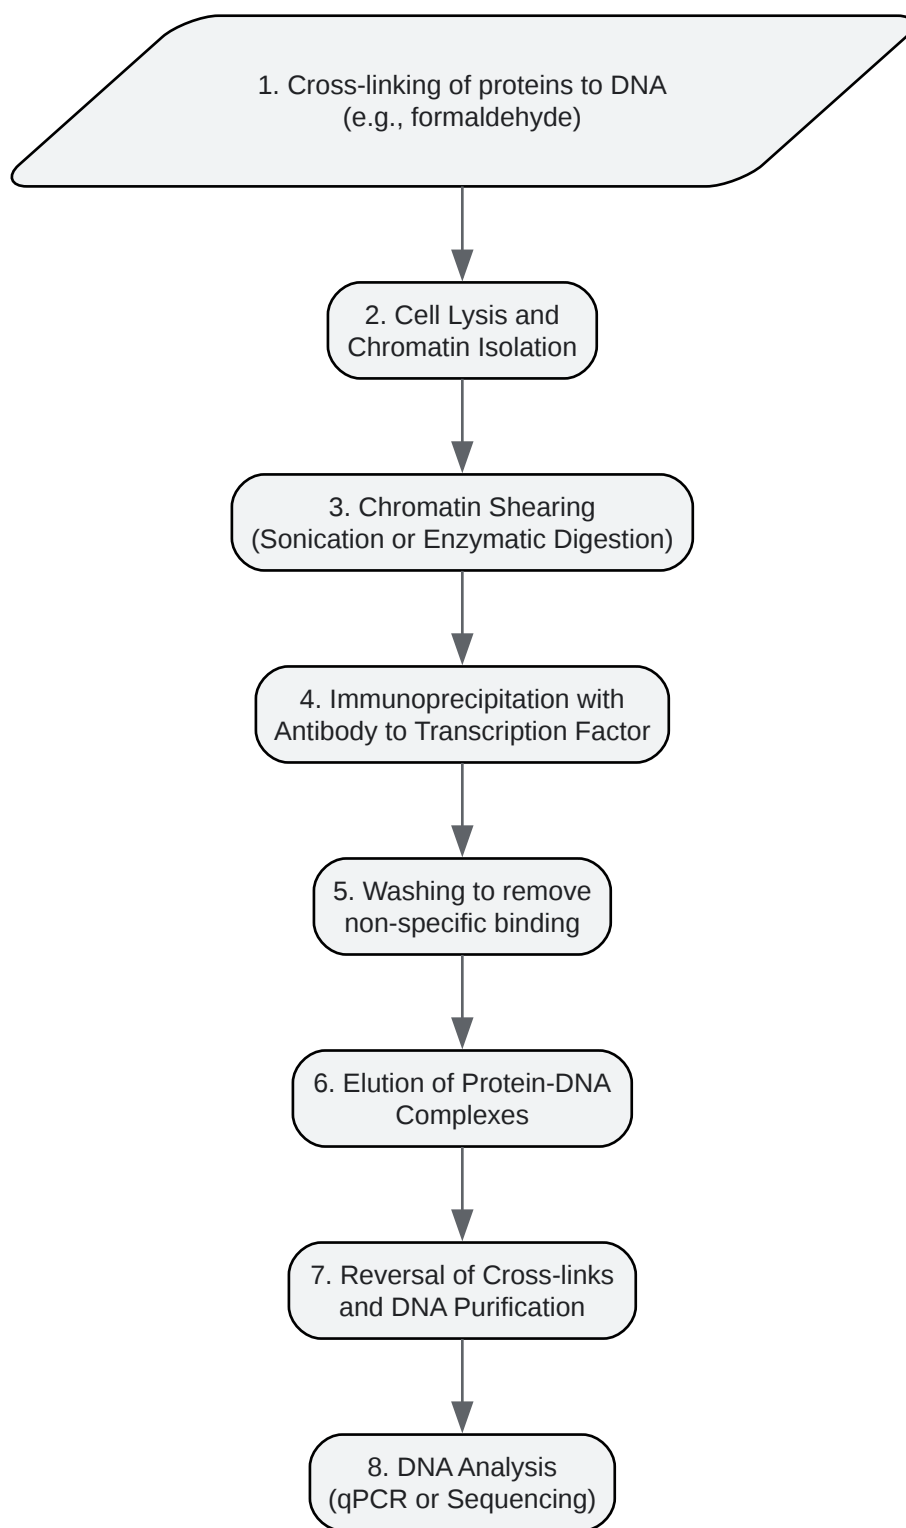 1. Cross-linking of proteins to DNA
(e.g., formaldehyde)
2. Cell Lysis and
Chromatin Isolation
3. Chromatin Shearing
(Sonication or Enzymatic Digestion)
4. Immunoprecipitation with
Antibody to Transcription Factor
5. Washing to remove
non-specific binding
6. Elution of Protein-DNA
Complexes
7. Reversal of Cross-links
and DNA Purification
8. DNA Analysis
(qPCR or Sequencing)